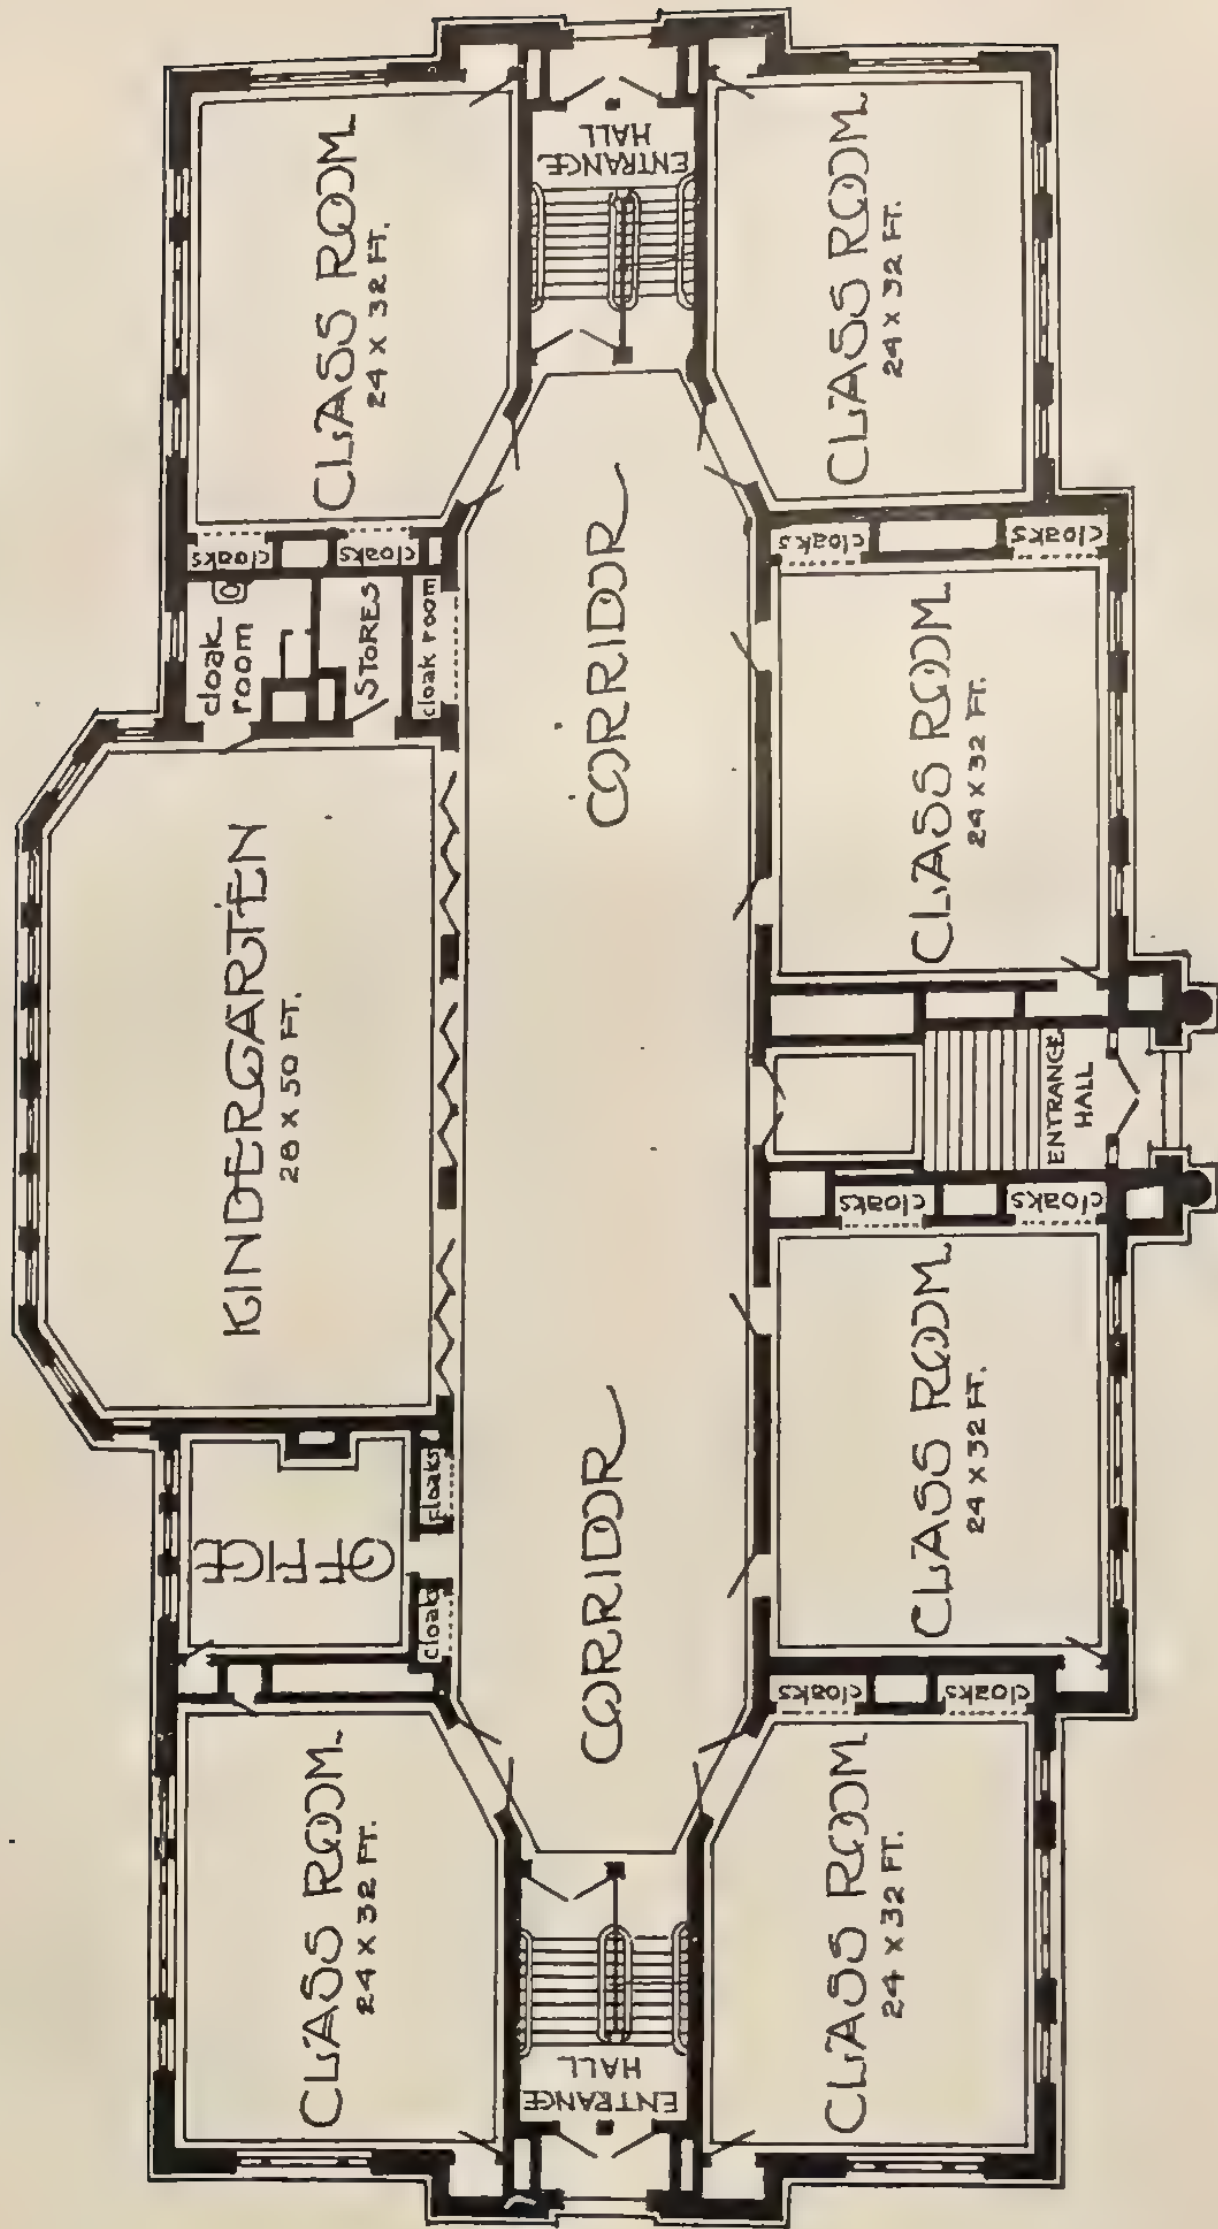 CLASS ROOM
24 X 32 FT.
OFFICE
KINDERGARTEN
28 X 50 FT.
cloak
room
STORES
cloak room
cloaks
cloaks
CLASS ROOM
24 X 32 FT.
cloak
cloaks
ENTRANCE
HALL
CORRIDOR
CORRIDOR
ENTRANCE
HALL
CLASS ROOM
24 X 32 FT.
cloaks
cloaks
CLASS ROOM
24 X 32 FT.
cloaks
cloaks
ENTRANCE
HALL
CLASS ROOM
24 X 32 FT.
cloaks
cloaks
CLASS ROOM
24 X 32 FT.